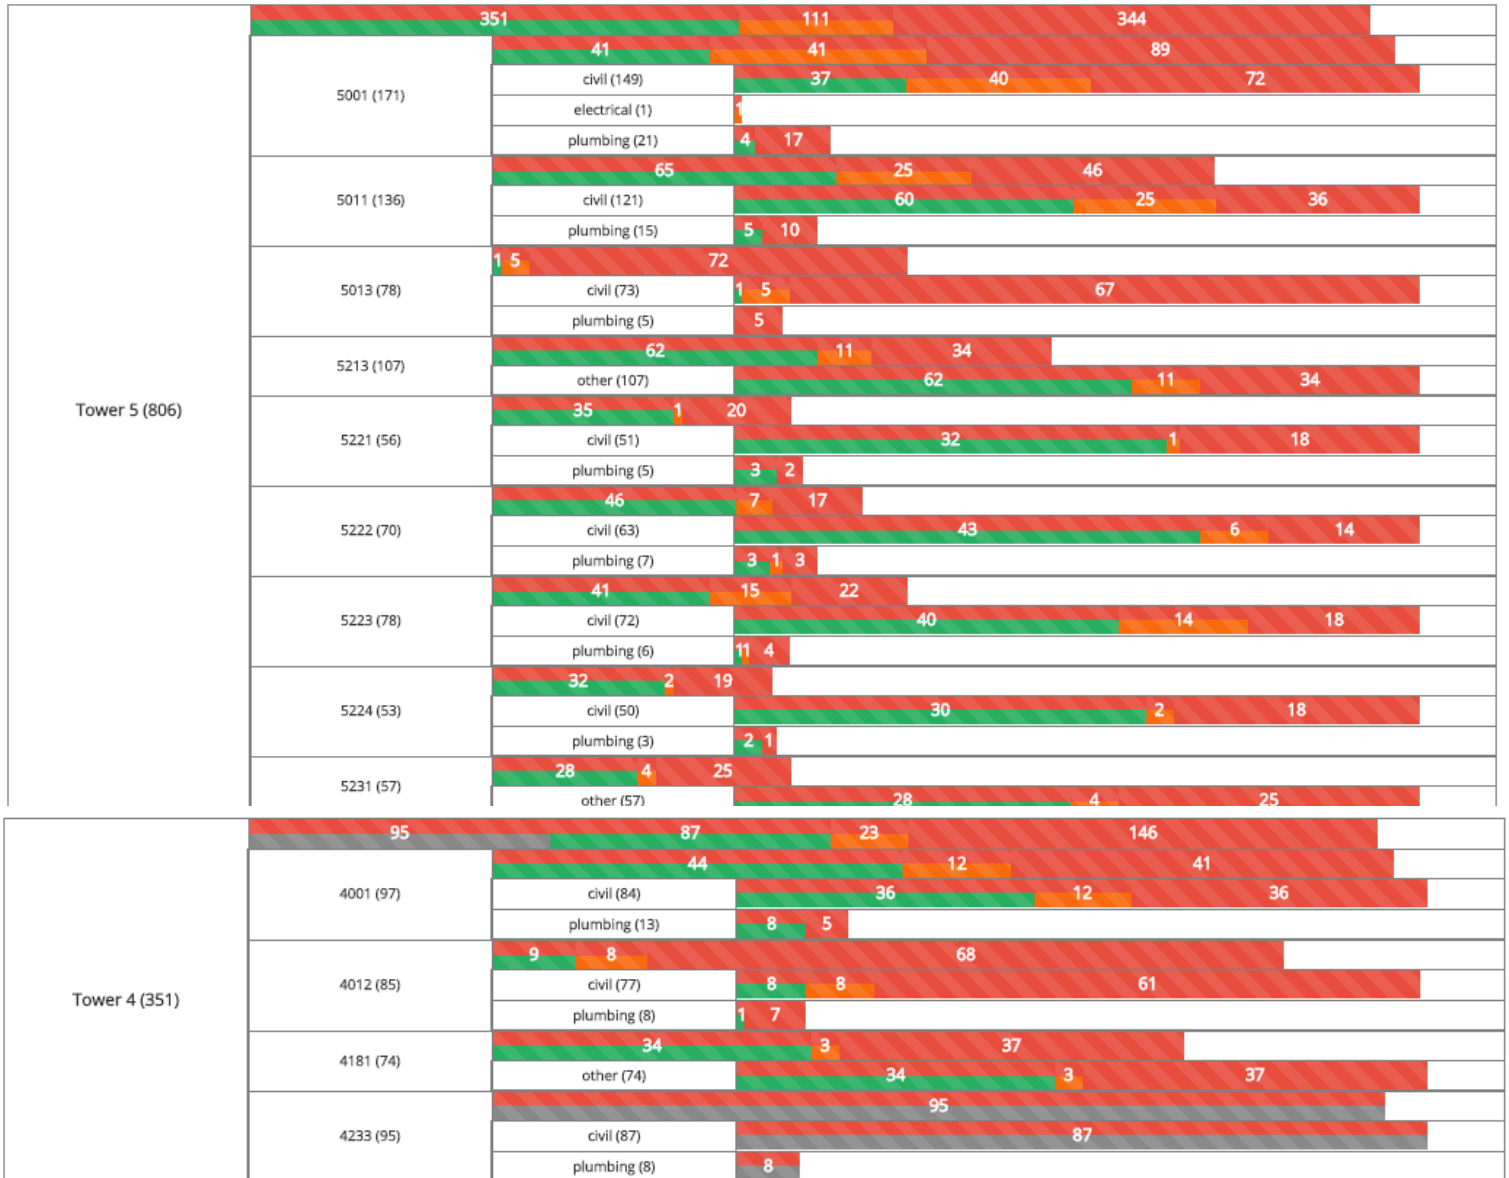 351 111 344
41 41 89
5001 (171)
civil (149) 37 40 72
electrical (1) 1
plumbing (21) 4 17
65 25 46
5011 (136)
civil (121) 60 25 36
plumbing (15) 5 10
1 5 72
5013 (78)
civil (73) 1 5 67
plumbing (5) 5
62 11 34
5213 (107)
other (107) 62 11 34
Tower 5 (806)
35 1 20
5221 (56)
civil (51) 32 1 18
plumbing (5) 3 2
46 7 17
5222 (70)
civil (63) 43 6 14
plumbing (7) 3 1 3
41 15 22
5223 (78)
civil (72) 40 14 18
plumbing (6) 1 1 4
32 2 19
5224 (53)
civil (50) 30 2 18
plumbing (3) 2 1
28 4 25
5231 (57)
other (57) 28 4 25
95 87 23 146
44 12 41
4001 (97)
civil (84) 36 12 36
plumbing (13) 8 5
9 8 68
4012 (85)
civil (77) 8 8 61
Tower 4 (351)
plumbing (8) 1 7
34 3 37
4181 (74)
other (74) 34 3 37
95
4233 (95)
civil (87) 87
plumbing (8) 8